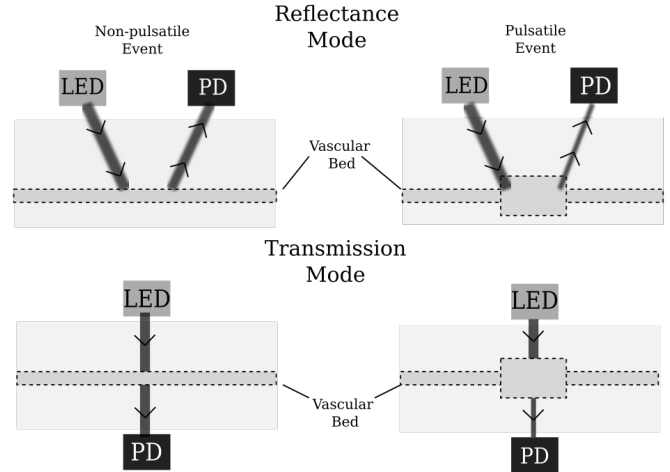 Reflectance
Mode
Non-pulsatile
Event
Pulsatile
Event
LED
PD
LED
PD
Vascular
Bed
Transmission
Mode
LED
LED
Vascular
Bed
PD
PD